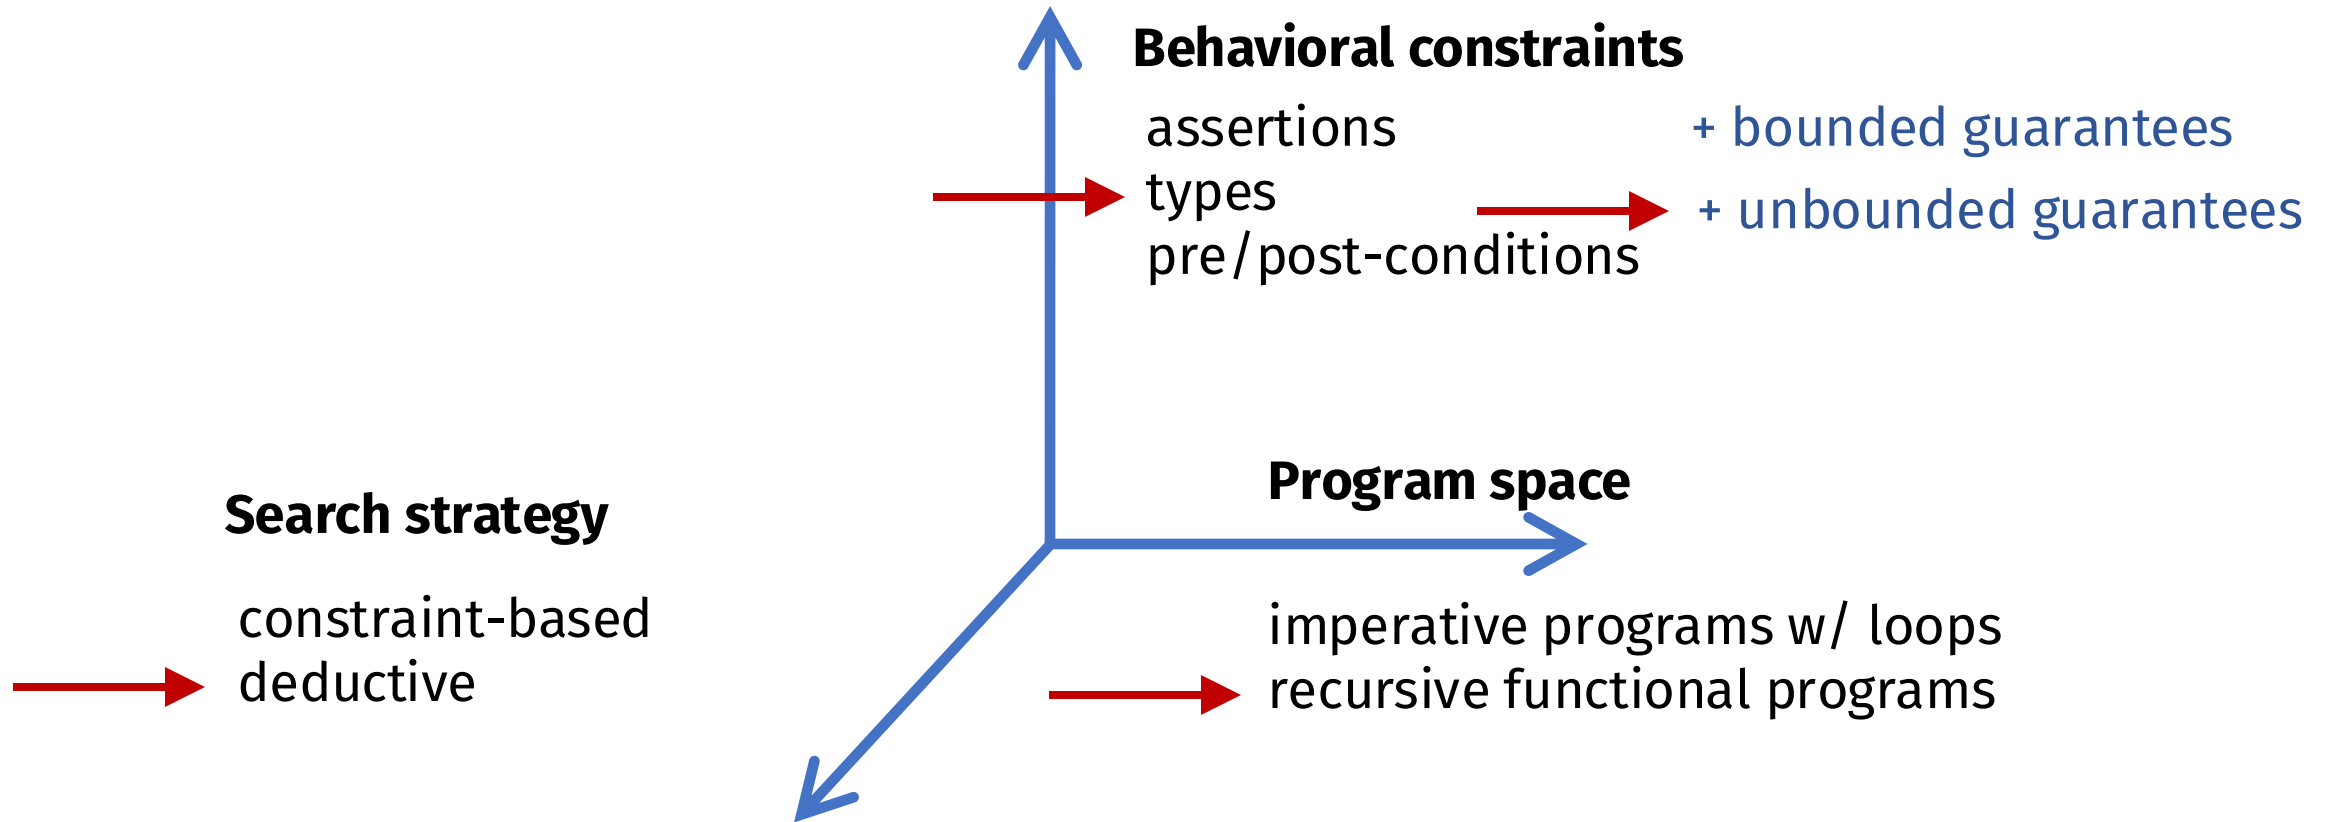 Behavioral constraints
assertions
+ bounded guarantees
types
+ unbounded guarantees
pre/post-conditions
Program space
imperative programs w/ loops
recursive functional programs
Search strategy
constraint-based
deductive